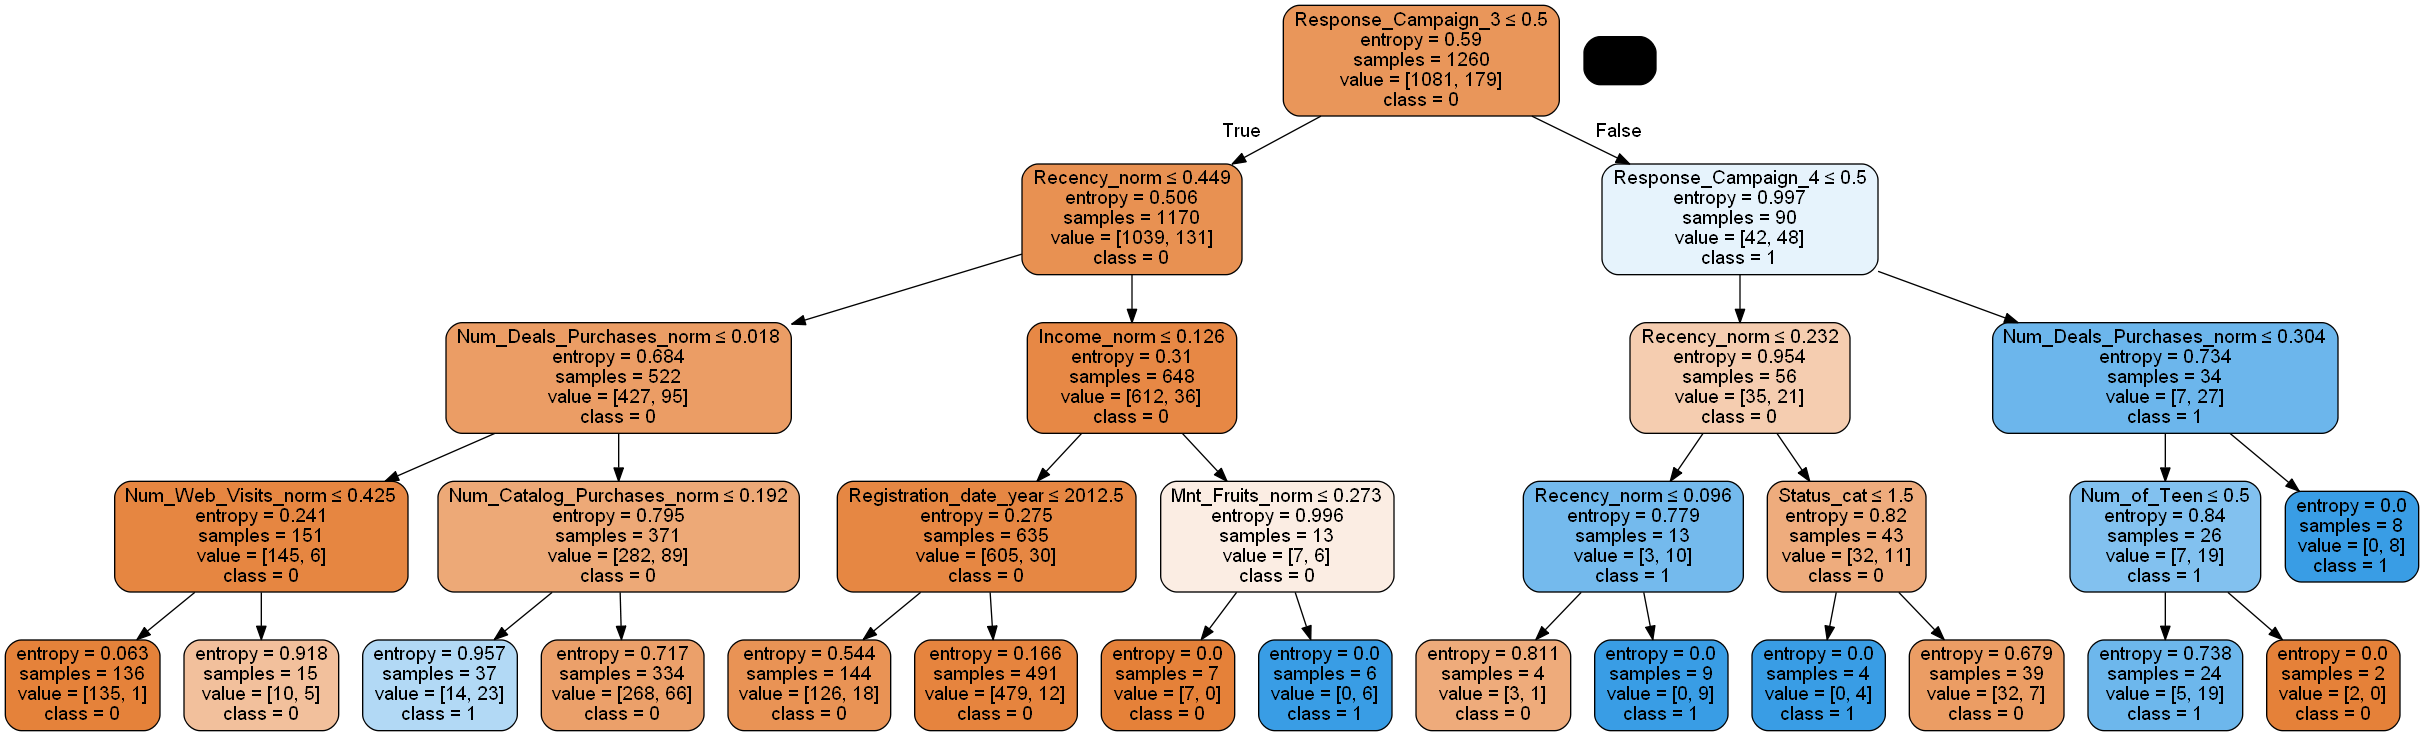 Response_Campaign_3 ≤ 0.5
entropy = 0.59
samples = 1260
value = [1081, 179]
class = 0
True
False
Recency_norm ≤ 0.449
entropy = 0.506
samples = 1170
value = [1039, 131]
class = 0
Response_Campaign_4 ≤ 0.5
entropy = 0.997
samples = 90
value = [42, 48]
class = 1
Num_Deals_Purchases_norm ≤ 0.018
entropy = 0.684
samples = 522
value = [427, 95]
class = 0
Income_norm ≤ 0.126
entropy = 0.31
samples = 648
value = [612, 36]
class = 0
Recency_norm ≤ 0.232
entropy = 0.954
samples = 56
value = [35, 21]
class = 0
Num_Deals_Purchases_norm ≤ 0.304
entropy = 0.734
samples = 34
value = [7, 27]
class = 1
Num_Web_Visits_norm ≤ 0.425
entropy = 0.241
samples = 151
value = [145, 6]
class = 0
Num_Catalog_Purchases_norm ≤ 0.192
entropy = 0.795
samples = 371
value = [282, 89]
class = 0
Registration_date_year ≤ 2012.5
entropy = 0.275
samples = 635
value = [605, 30]
class = 0
Mnt_Fruits_norm ≤ 0.273
entropy = 0.996
samples = 13
value = [7, 6]
class = 0
Recency_norm ≤ 0.096
entropy = 0.779
samples = 13
value = [3, 10]
class = 1
Status_cat ≤ 1.5
entropy = 0.82
samples = 43
value = [32, 11]
class = 0
Num_of_Teen ≤ 0.5
entropy = 0.84
samples = 26
value = [7, 19]
class = 1
entropy = 0.0
samples = 8
value = [0, 8]
class = 1
entropy = 0.063
samples = 136
value = [135, 1]
class = 0
entropy = 0.918
samples = 15
value = [10, 5]
class = 0
entropy = 0.957
samples = 37
value = [14, 23]
class = 1
entropy = 0.717
samples = 334
value = [268, 66]
class = 0
entropy = 0.544
samples = 144
value = [126, 18]
class = 0
entropy = 0.166
samples = 491
value = [479, 12]
class = 0
entropy = 0.0
samples = 7
value = [7, 0]
class = 0
entropy = 0.0
samples = 6
value = [0, 6]
class = 1
entropy = 0.811
samples = 4
value = [3, 1]
class = 0
entropy = 0.0
samples = 9
value = [0, 9]
class = 1
entropy = 0.0
samples = 4
value = [0, 4]
class = 1
entropy = 0.679
samples = 39
value = [32, 7]
class = 0
entropy = 0.738
samples = 24
value = [5, 19]
class = 1
entropy = 0.0
samples = 2
value = [2, 0]
class = 0